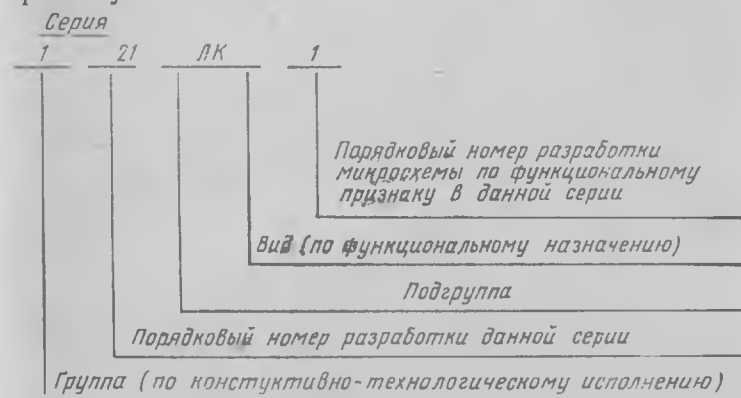 Серия
1 21 ЛК 1
Порядковый номер разработки
микросхемы по функциональному
признаку в данной серии
Вид (по функциональному назначению)
Подгруппа
Порядковый номер разработки данной серии
Группа (по констуктивно-технологическому исполнению)